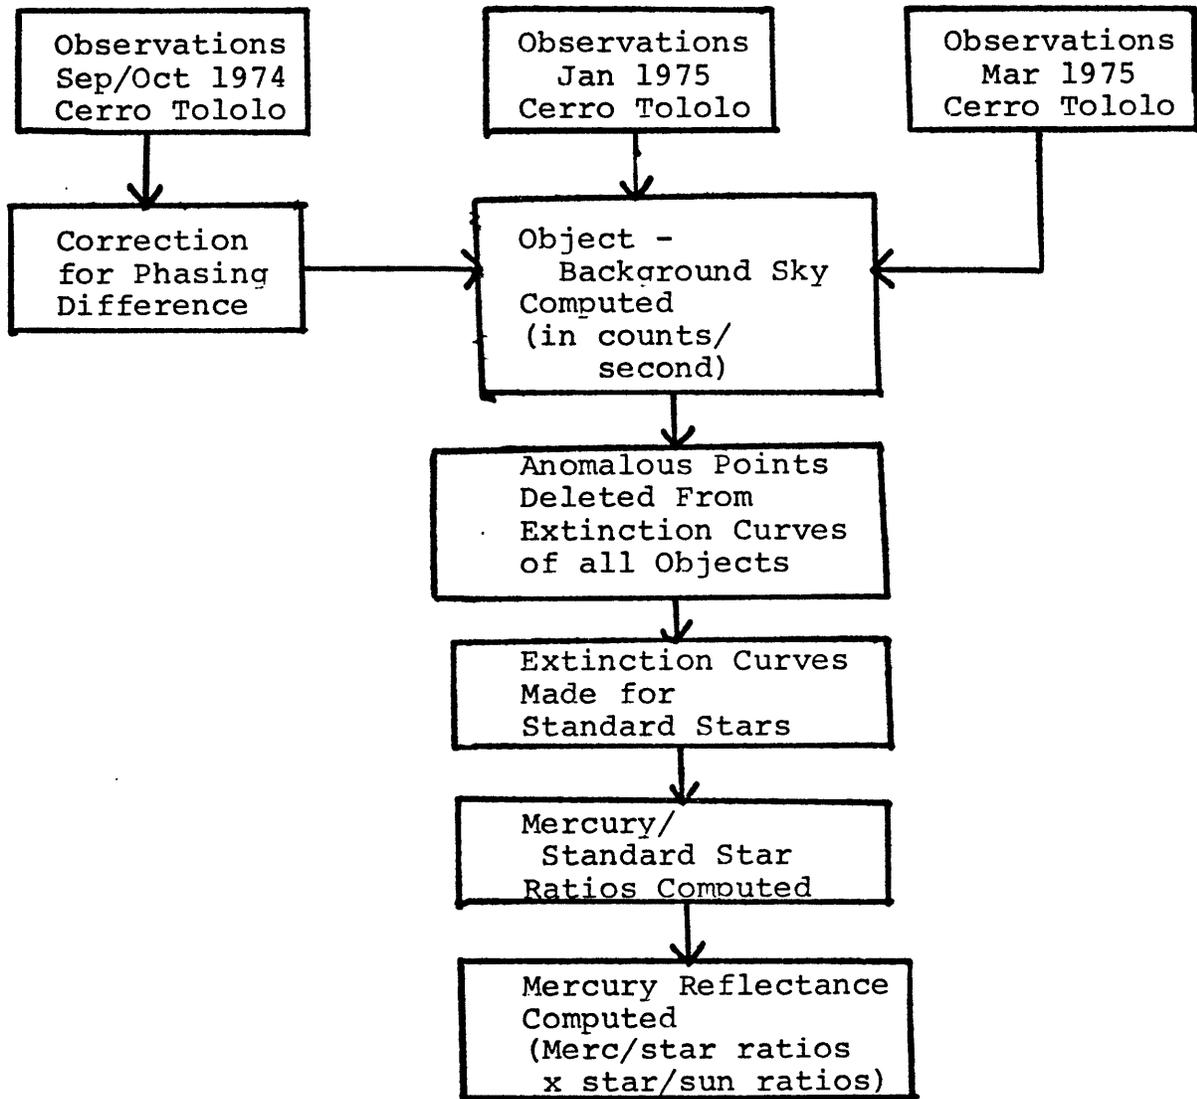 Observations
Sep/Oct 1974
Cerro Tololo
Observations
Jan 1975
Cerro Tololo
Observations
Mar 1975
Cerro Tololo
Correction
for Phasing
Difference
Object -
Background Sky
Computed
(in counts/
second)
Anomalous Points
Deleted From
Extinction Curves
of all Objects
Extinction Curves
Made for
Standard Stars
Mercury/
Standard Star
Ratios Computed
Mercury Reflectance
Computed
(Merc/star ratios
x star/sun ratios)